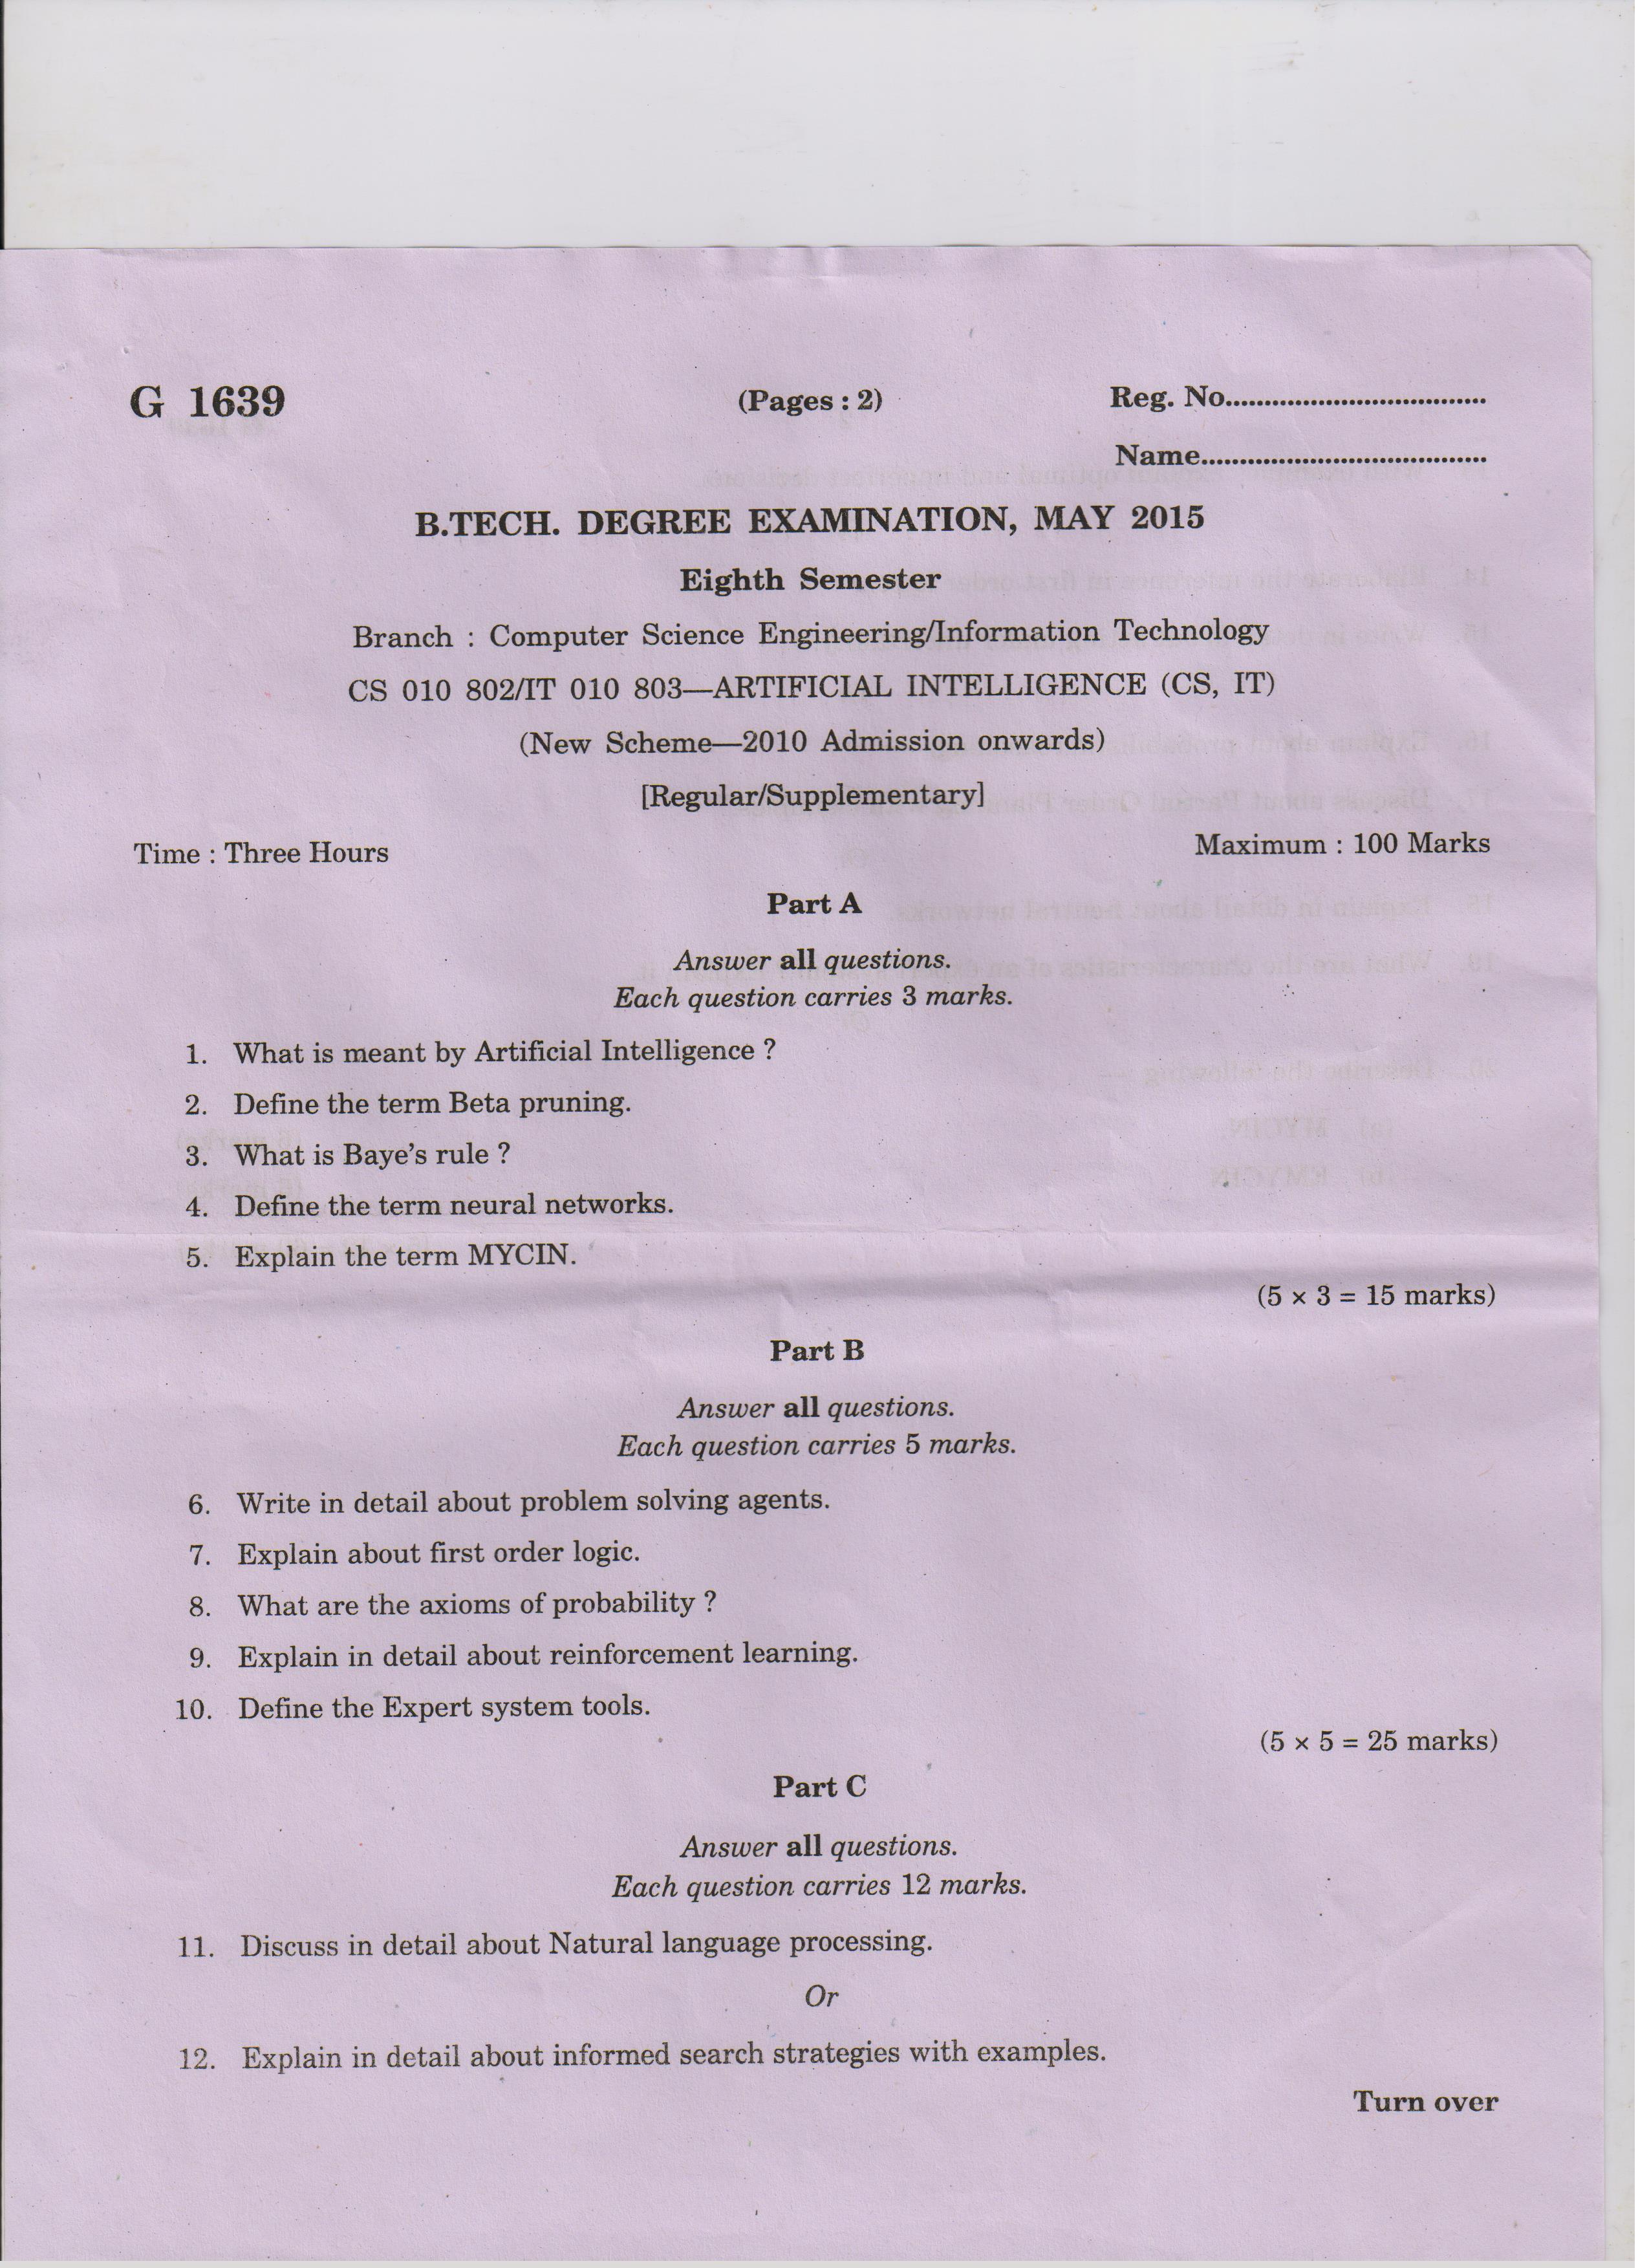 G 1639
(Pages : 2)
Reg. No..................................
Name.....................................
B.TECH. DEGREE EXAMINATION, MAY 2015
Eighth Semester
Branch : Computer Science Engineering/Information Technology
CS 010 802/IT 010 803—ARTIFICIAL INTELLIGENCE (CS, IT)
(New Scheme—2010 Admission onwards)
[Regular/Supplementary]
Time : Three Hours
Maximum : 100 Marks
Part A
Answer all questions.
Each question carries 3 marks.
1. What is meant by Artificial Intelligence ?
2. Define the term Beta pruning.
3. What is Baye's rule ?
4. Define the term neural networks.
5. Explain the term MYCIN.
(5 × 3 = 15 marks)
Part B
Answer all questions.
Each question carries 5 marks.
6. Write in detail about problem solving agents.
7. Explain about first order logic.
8. What are the axioms of probability ?
9. Explain in detail about reinforcement learning.
10. Define the Expert system tools.
(5 × 5 = 25 marks)
Part C
Answer all questions.
Each question carries 12 marks.
11. Discuss in detail about Natural language processing.
Or
12. Explain in detail about informed search strategies with examples.
Turn over